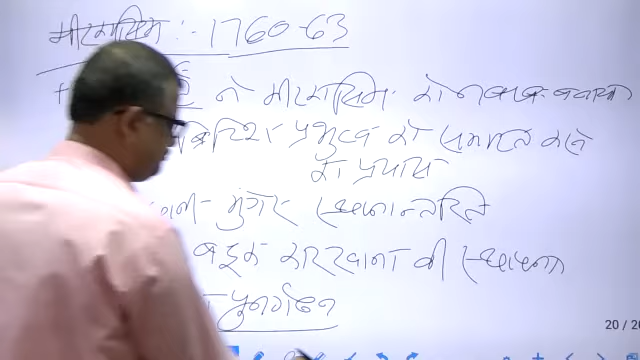 मीरकासिम :- 1760-63
ने मीरकासिम को नवाब बनाया
ब्रिटिश प्रभुत्व को समाप्त करने
का प्रयास
मुंगेर स्थानान्तरित
बंदूक कारखाना की स्थापना
पुनर्गठन
20 / 20